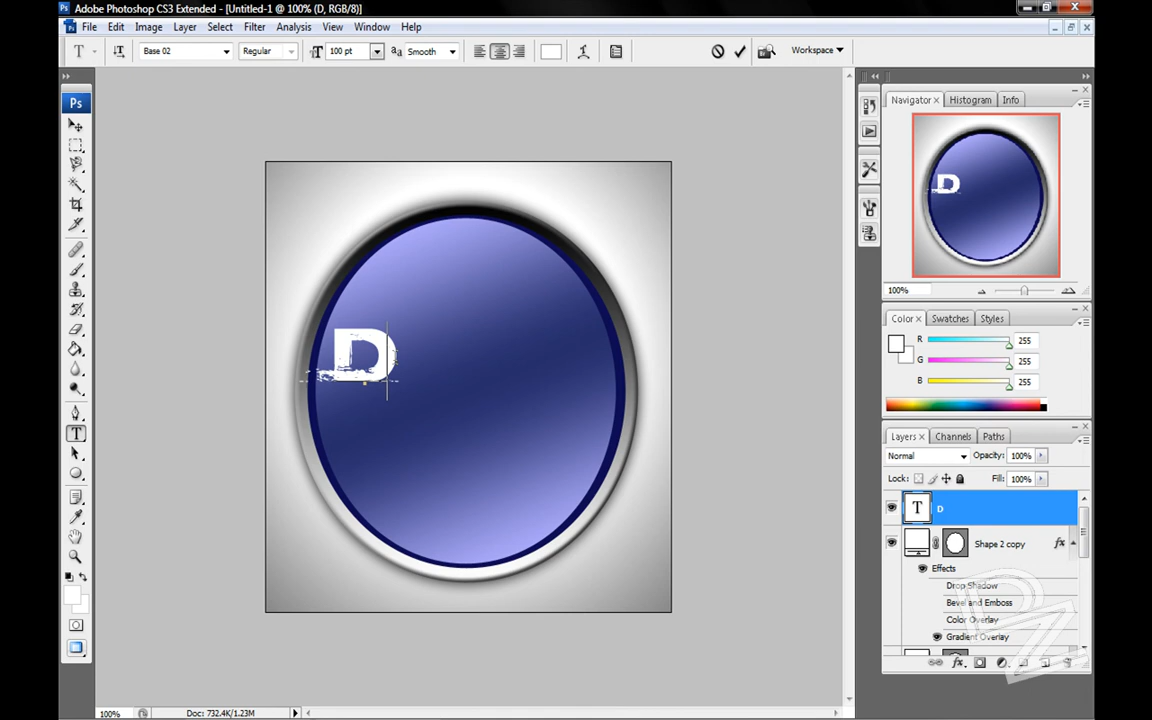 Adobe Photoshop CS3 Extended - [Untitled-1 @ 100% (D, RGB/8)]
File Edit Image Layer Select Filter Analysis View Window Help
Base 02 Regular 100 pt Smooth Workspace
Ps
Navigator Histogram Info
D
D
100%
Color Swatches Styles
R 255
G 255
B 255
Layers Channels Paths
Normal Opacity: 100%
Lock: Fill: 100%
T D
Shape 2 copy fx
Effects
Drop Shadow
Bevel and Emboss
Color Overlay
Gradient Overlay
100% Doc: 732.4K/1.23M